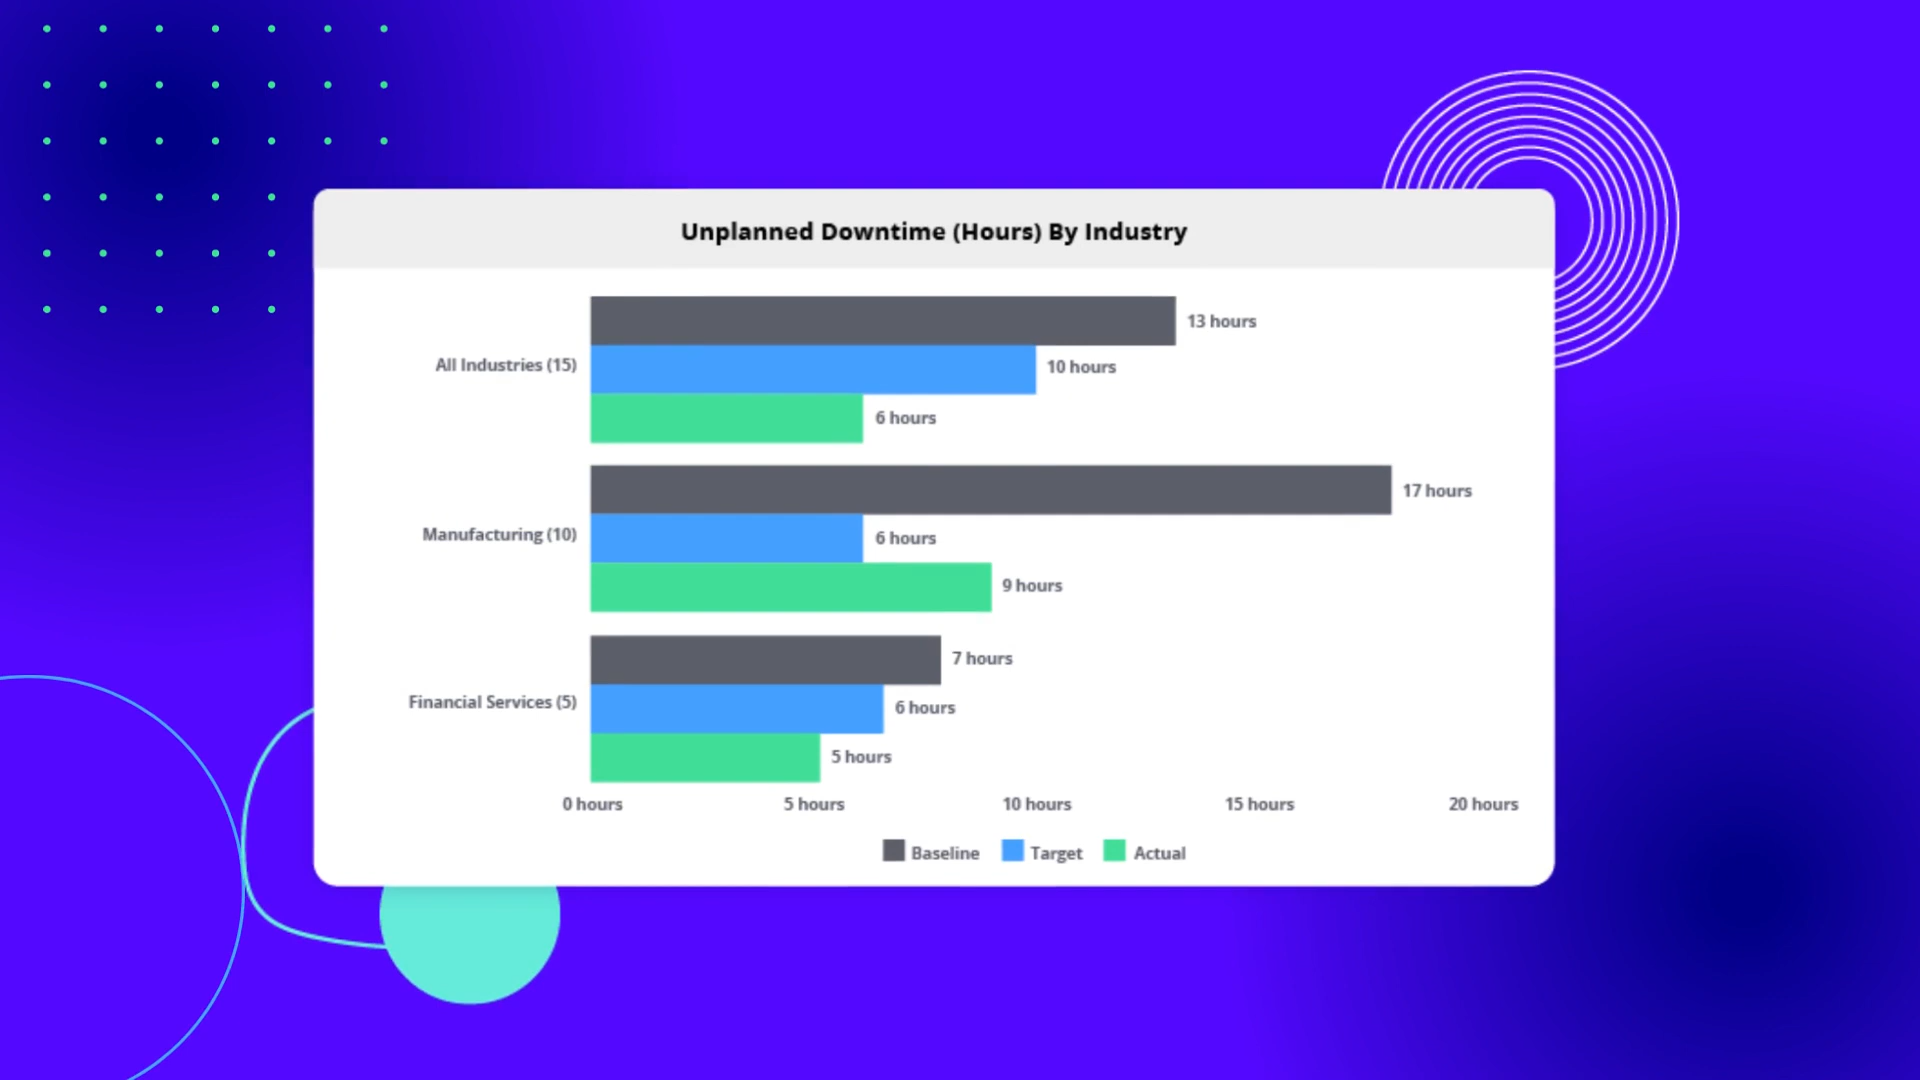 Unplanned Downtime (Hours) By Industry
13 hours
All Industries (15)
10 hours
6 hours
17 hours
Manufacturing (10)
6 hours
9 hours
7 hours
Financial Services (5)
6 hours
5 hours
0 hours 5 hours 10 hours 15 hours 20 hours
Baseline Target Actual